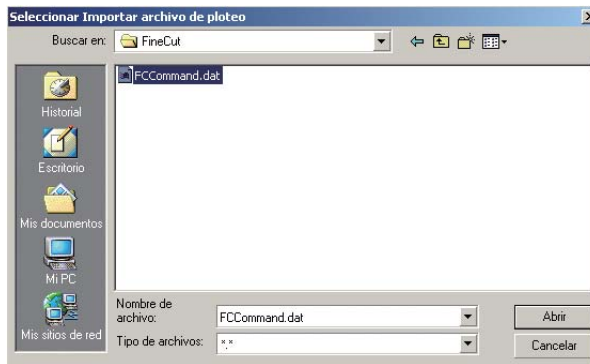 Seleccionar Importar archivo de ploteo
Buscar en: FineCut
FCCommand.dat
Historial
Escritorio
Mis documentos
Mi PC
Mis sitios de red
Nombre de
archivo: FCCommand.dat Abrir
Tipo de archivos: *.* Cancelar